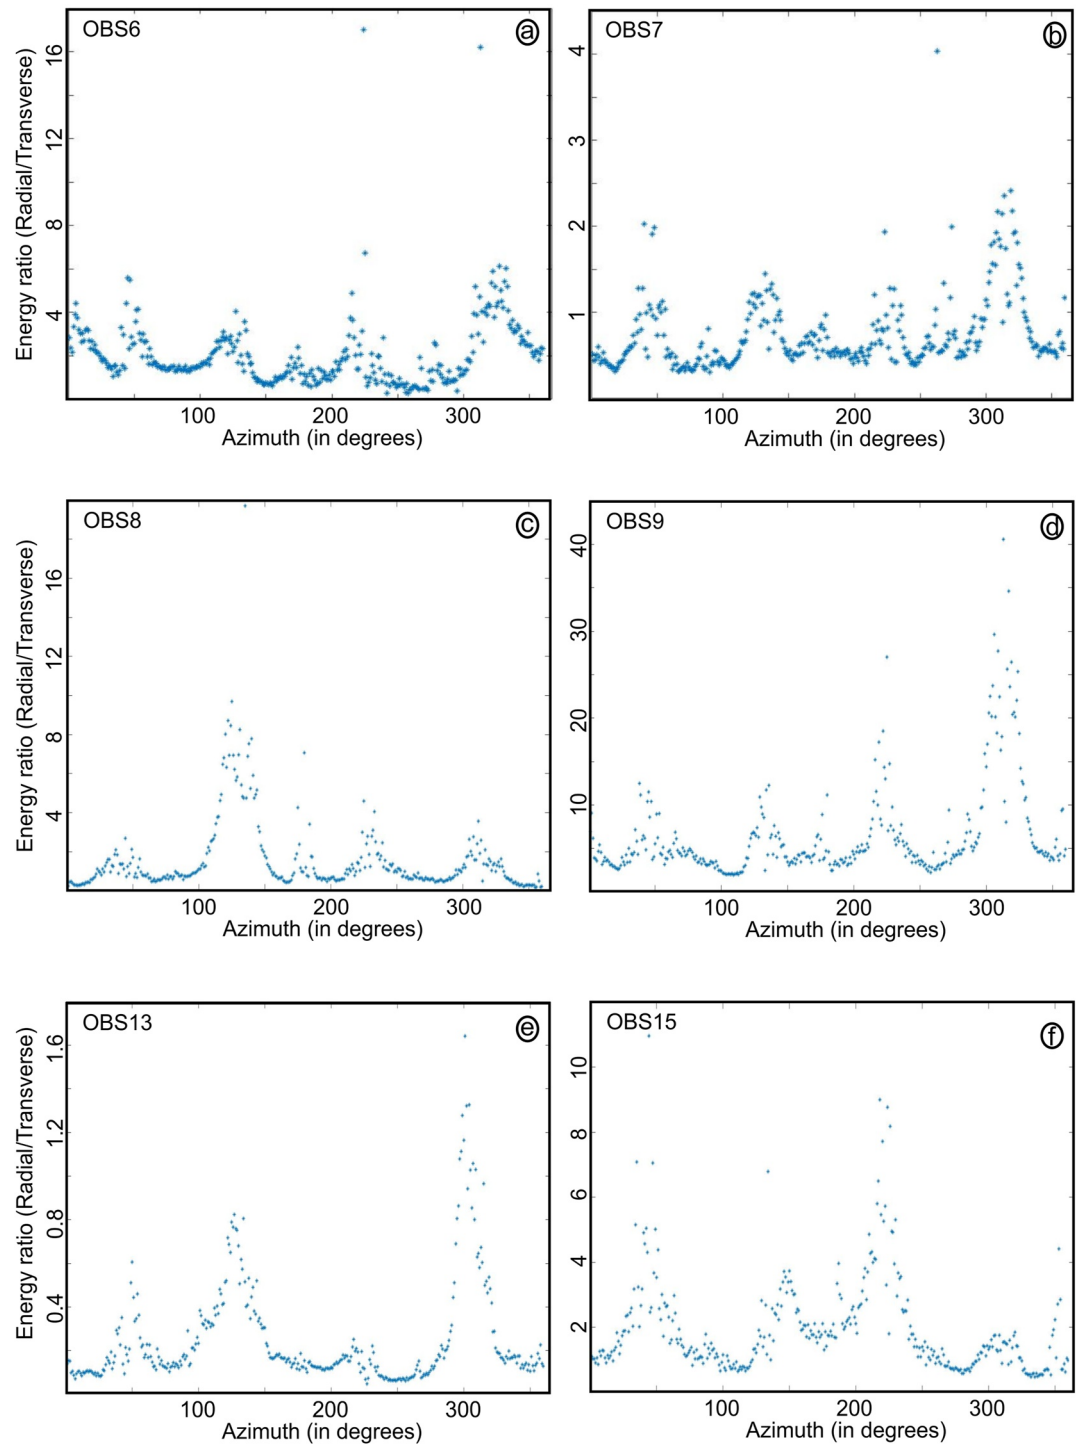 OBS6
a
Energy ratio (Radial/Transverse)
16
12
8
4
100 200 300
Azimuth (in degrees)
OBS7
b
4
3
2
1
100 200 300
Azimuth (in degrees)
OBS8
c
Energy ratio (Radial/Transverse)
16
12
8
4
100 200 300
Azimuth (in degrees)
OBS9
d
40
30
20
10
100 200 300
Azimuth (in degrees)
OBS13
e
Energy ratio (Radial/Transverse)
1.6
1.2
0.8
0.4
100 200 300
Azimuth (in degrees)
OBS15
f
10
8
6
4
2
100 200 300
Azimuth (in degrees)